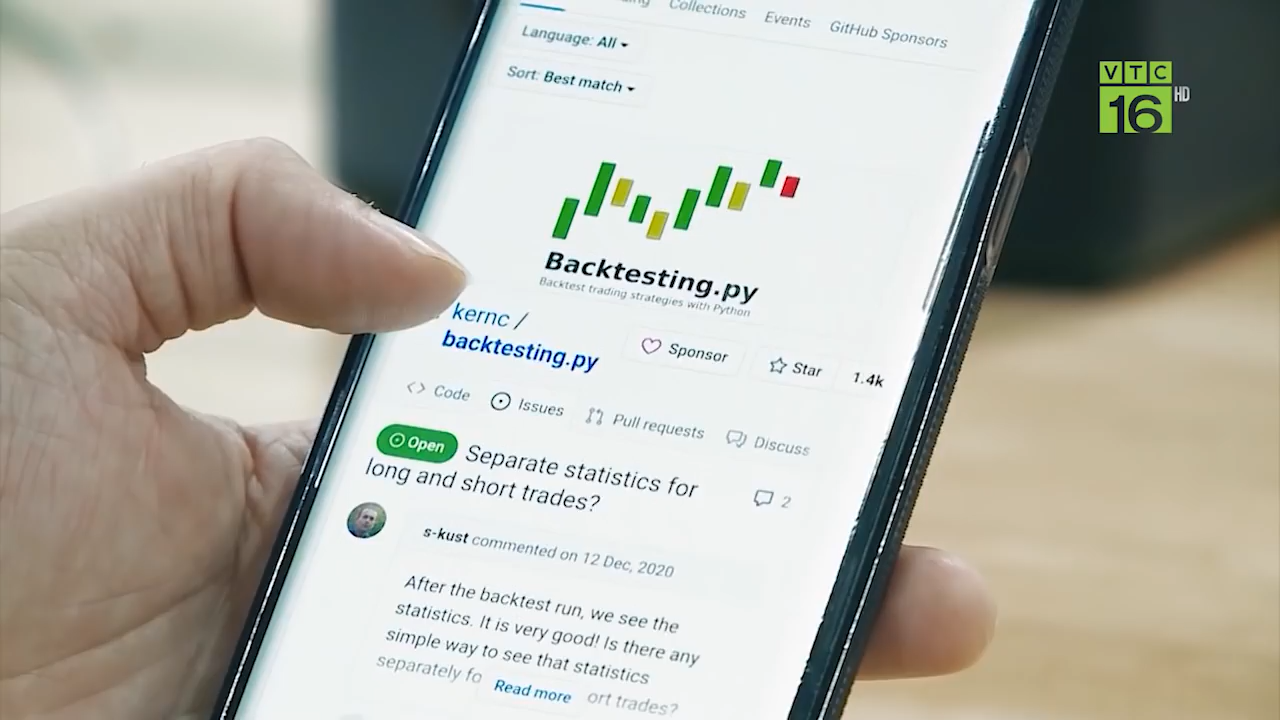 Collections Events GitHub Sponsors
Language: All
Sort: Best match
VTC
16
HD
Backtesting.py
Backtest trading strategies with Python
kernc /
backtesting.py
Sponsor
Star
1.4k
Code Issues Pull requests Discuss
Open Separate statistics for
long and short trades?
2
s-kust commented on 12 Dec, 2020
After the backtest run, we see the
statistics. It is very good! Is there any
simple way to see that statistics
separately fo Read more ort trades?